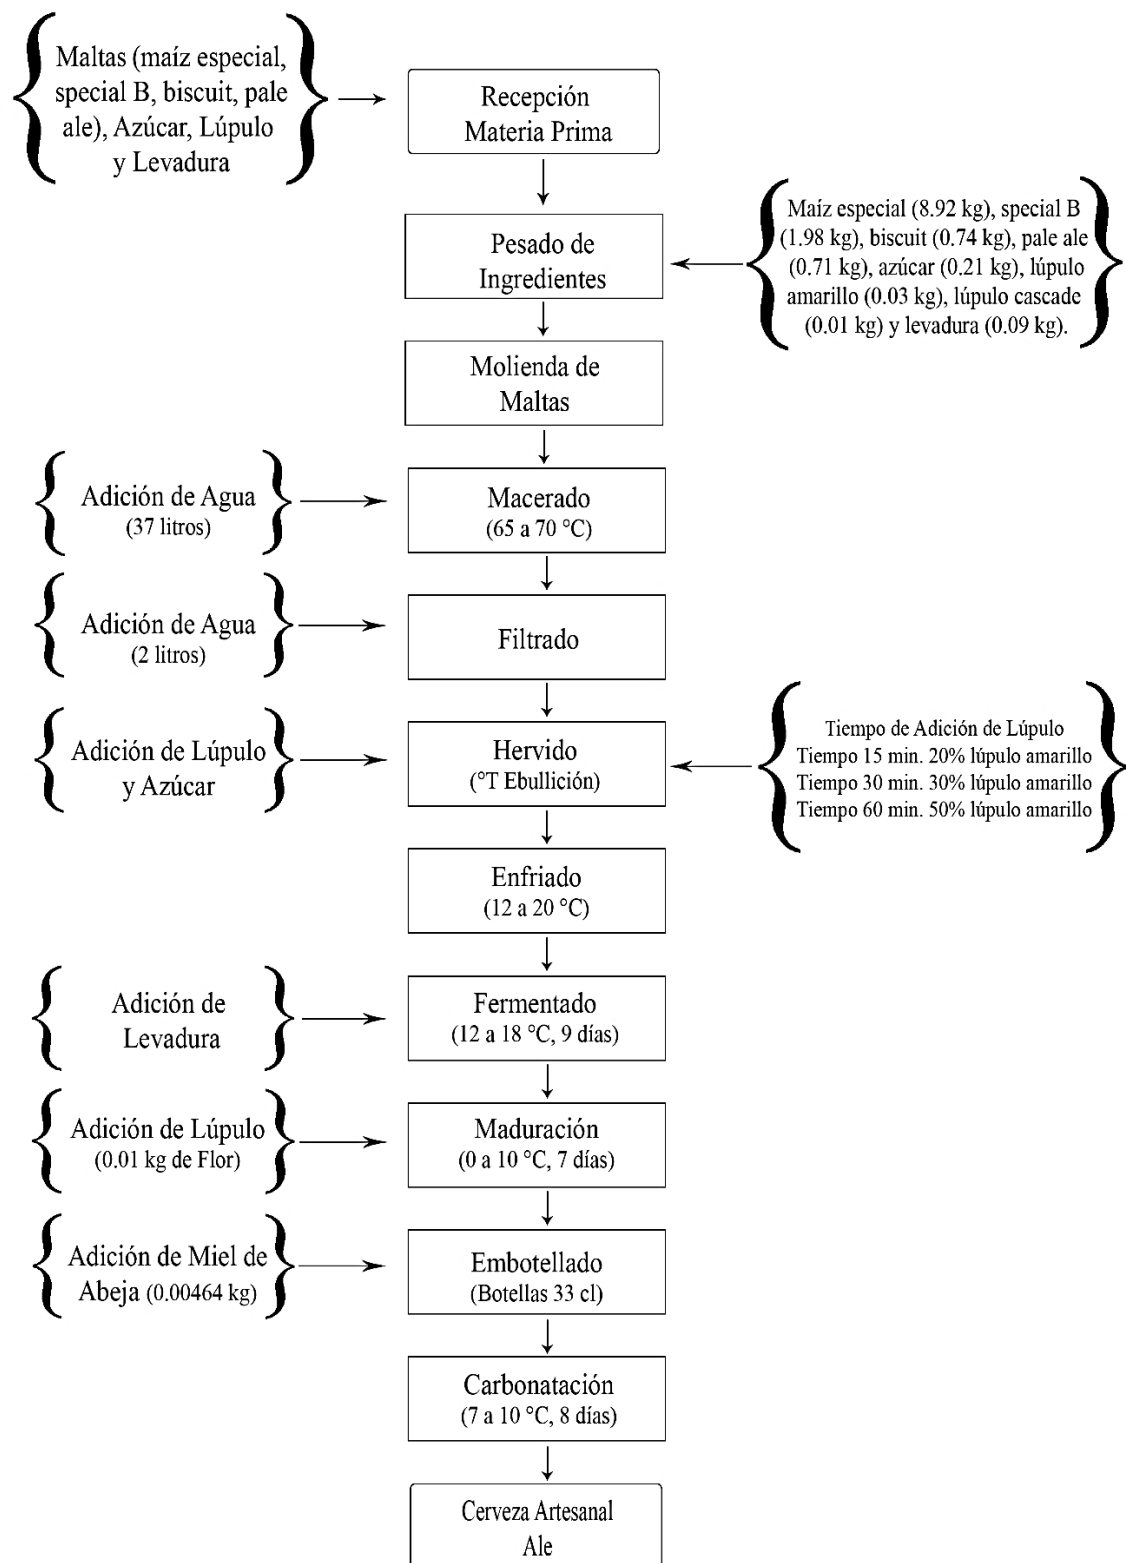 Maltas (maíz especial,
special B, biscuit, pale
ale), Azúcar, Lúpulo
y Levadura
Recepción
Materia Prima
Pesado de
Ingredientes
Maíz especial (8.92 kg), special B
(1.98 kg), biscuit (0.74 kg), pale ale
(0.71 kg), azúcar (0.21 kg), lúpulo
amarillo (0.03 kg), lúpulo cascade
(0.01 kg) y levadura (0.09 kg).
Molienda de
Maltas
Adición de Agua
(37 litros)
Macerado
(65 a 70 °C)
Adición de Agua
(2 litros)
Filtrado
Adición de Lúpulo
y Azúcar
Hervido
(°T Ebullición)
Tiempo de Adición de Lúpulo
Tiempo 15 min. 20% lúpulo amarillo
Tiempo 30 min. 30% lúpulo amarillo
Tiempo 60 min. 50% lúpulo amarillo
Enfriado
(12 a 20 °C)
Adición de
Levadura
Fermentado
(12 a 18 °C, 9 días)
Adición de Lúpulo
(0.01 kg de Flor)
Maduración
(0 a 10 °C, 7 días)
Adición de Miel de
Abeja (0.00464 kg)
Embotellado
(Botellas 33 cl)
Carbonatación
(7 a 10 °C, 8 días)
Cerveza Artesanal
Ale